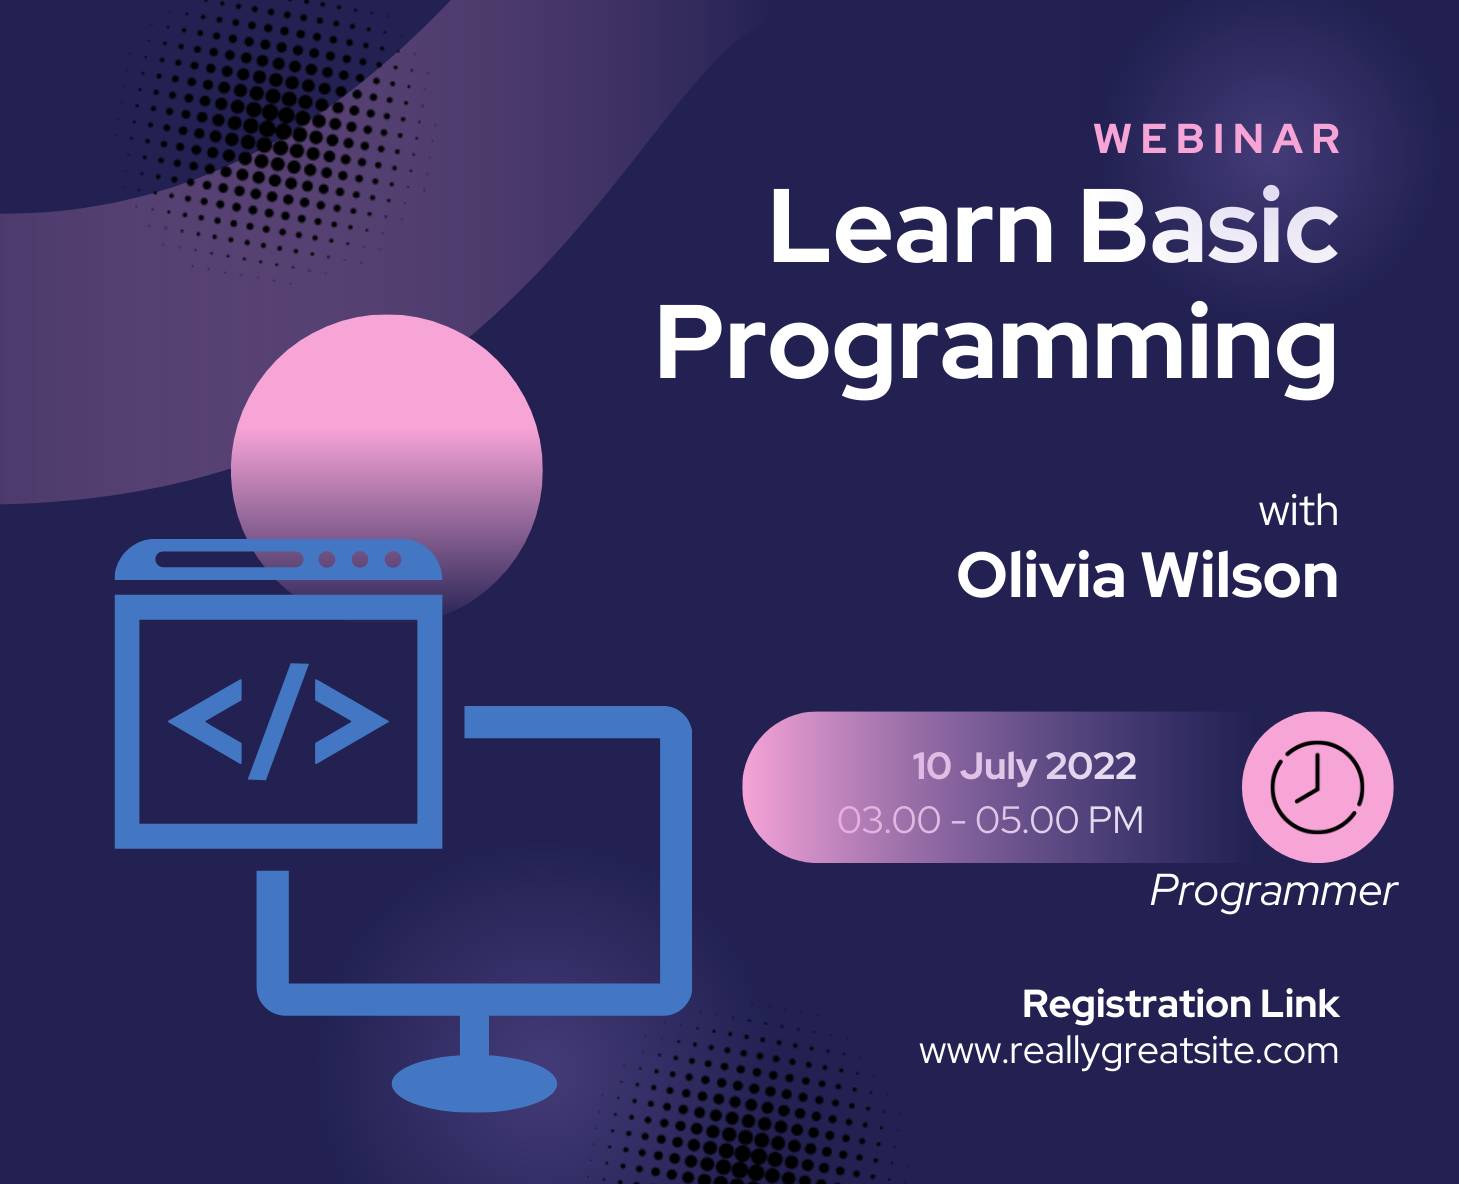 WEBINAR
Learn Basic
Programming
with
Olivia Wilson
10 July 2022
03.00 - 05.00 PM
Programmer
Registration Link
www.reallygreatsite.com
</>